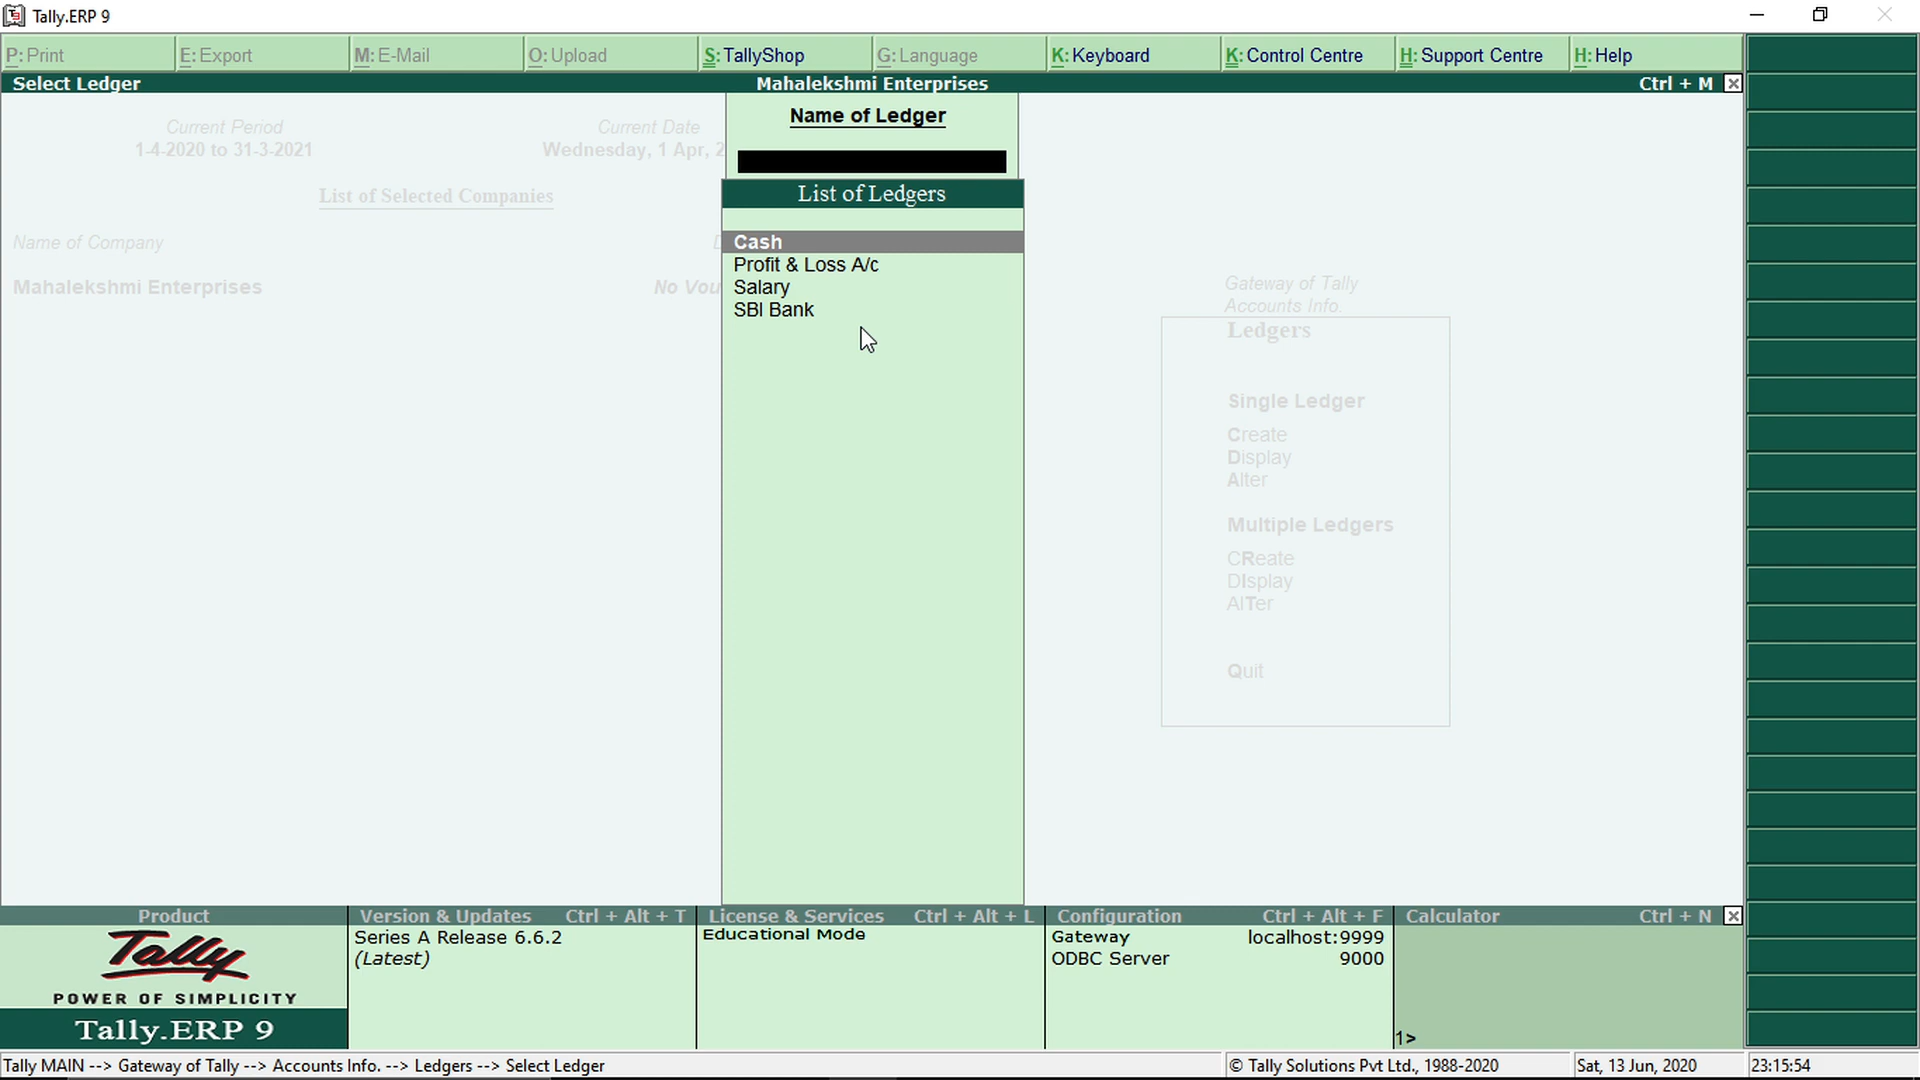 Tally.ERP 9
P: Print E: Export M: E-Mail O: Upload S: TallyShop G: Language K: Keyboard K: Control Centre H: Support Centre H: Help
Select Ledger Mahalekshmi Enterprises Ctrl + M
Name of Ledger
Current Period Current Date
1-4-2020 to 31-3-2021 Wednesday, 1 Apr, 2
List of Selected Companies
List of Ledgers
Name of Company
Mahalekshmi Enterprises No Vou
Cash
Profit & Loss A/c
Salary
SBI Bank
Gateway of Tally
Accounts Info.
Ledgers
Single Ledger
Create
Display
Alter
Multiple Ledgers
CReate
DIsplay
AlTer
Quit
Product
Tally
POWER OF SIMPLICITY
Tally.ERP 9
Version & Updates Ctrl + Alt + T
Series A Release 6.6.2
(Latest)
License & Services Ctrl + Alt + L
Educational Mode
Configuration Ctrl + Alt + F
Gateway localhost:9999
ODBC Server 9000
Calculator Ctrl + N
1>
Tally MAIN --> Gateway of Tally --> Accounts Info. --> Ledgers --> Select Ledger
© Tally Solutions Pvt Ltd., 1988-2020 Sat, 13 Jun, 2020 23:15:54